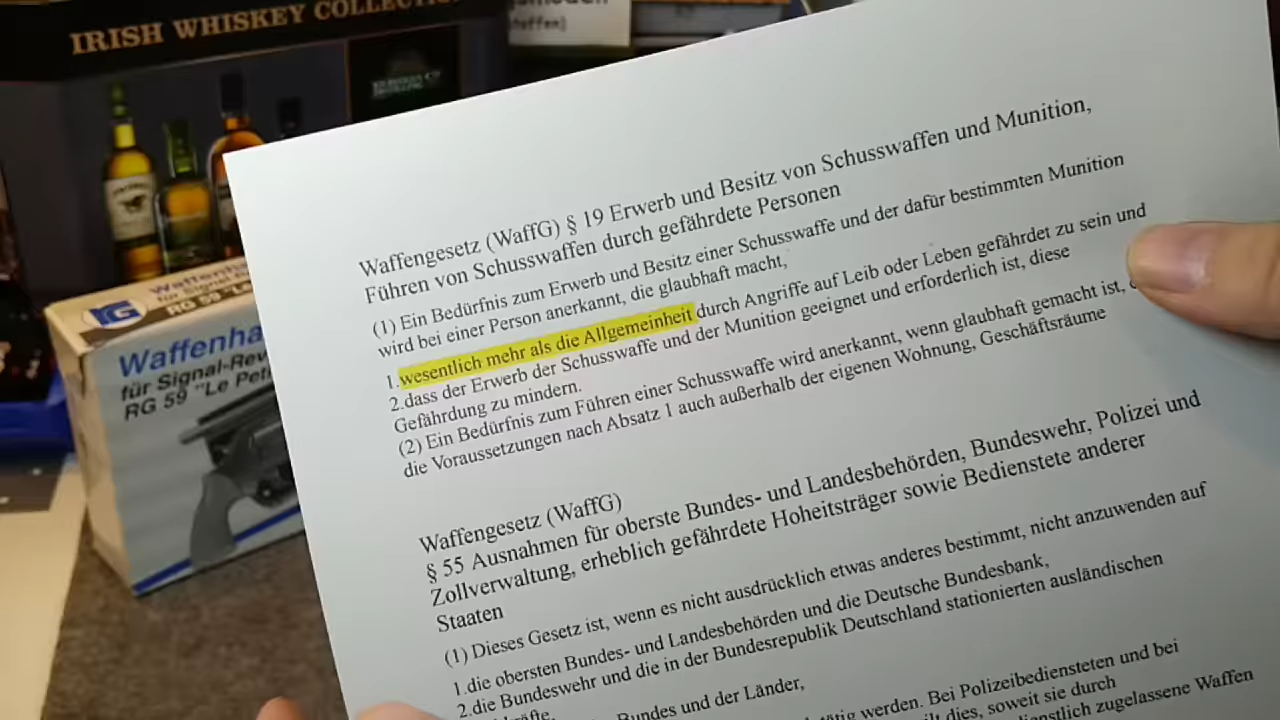 IRISH WHISKEY COLLECTION
Waffengesetz (WaffG) § 19 Erwerb und Besitz von Schusswaffen und Munition,
Führen von Schusswaffen durch gefährdete Personen
(1) Ein Bedürfnis zum Erwerb und Besitz einer Schusswaffe und der dafür bestimmten Munition
wird bei einer Person anerkannt, die glaubhaft macht,
1.wesentlich mehr als die Allgemeinheit durch Angriffe auf Leib oder Leben gefährdet zu sein und
2.dass der Erwerb der Schusswaffe und der Munition geeignet und erforderlich ist, diese
Gefährdung zu mindern.
(2) Ein Bedürfnis zum Führen einer Schusswaffe wird anerkannt, wenn glaubhaft gemacht ist,
die Voraussetzungen nach Absatz 1 auch außerhalb der eigenen Wohnung, Geschäftsräume
Waffengesetz (WaffG)
§ 55 Ausnahmen für oberste Bundes- und Landesbehörden, Bundeswehr, Polizei und
Zollverwaltung, erheblich gefährdete Hoheitsträger sowie Bedienstete anderer
Staaten
(1) Dieses Gesetz ist, wenn es nicht ausdrücklich etwas anderes bestimmt, nicht anzuwenden auf
1.die obersten Bundes- und Landesbehörden und die Deutsche Bundesbank,
2.die Bundeswehr und die in der Bundesrepublik Deutschland stationierten ausländischen
Bundes und der Länder,
werden. Bei Polizeibediensteten und bei
dies, soweit sie durch
zugelassene Waffen
RG
Waffenha
für Signal-Rev
RG 59 "Le Pet